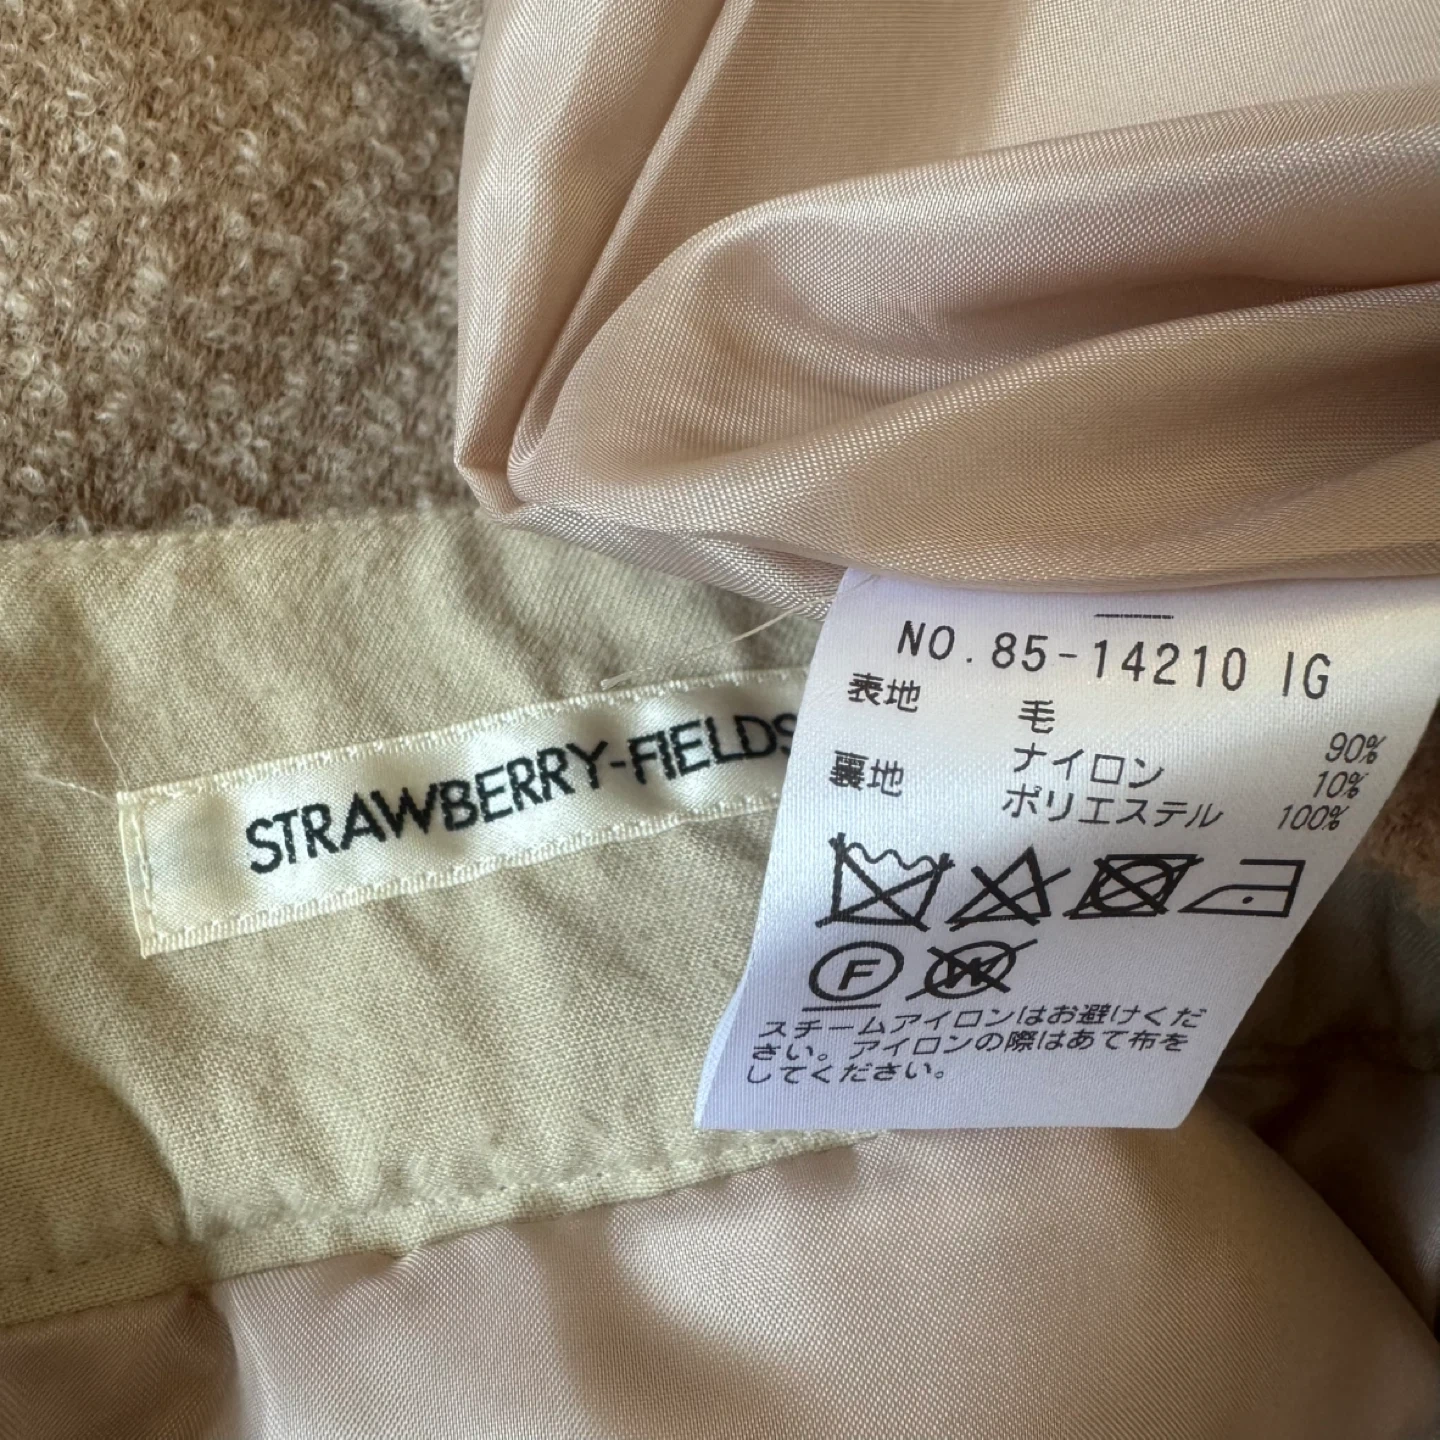 STRAWBERRY-FIELDS
NO.85-14210 IG
表地 毛 90%
ナイロン 10%
裏地 ポリエステル 100%
F
W
スチームアイロンはお避けくだ
さい。アイロンの際はあて布を
してください。